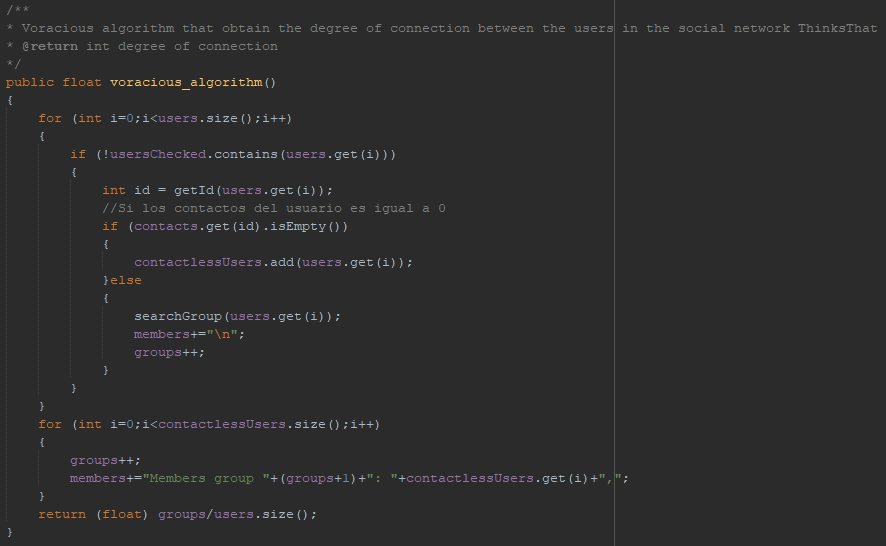 /**
* Voracious algorithm that obtain the degree of connection between the users in the social network ThinksThat
* @return int degree of connection
*/
public float voracious_algorithm()
{
for (int i=0;i<users.size();i++)
{
if (!usersChecked.contains(users.get(i)))
{
int id = getId(users.get(i));
//Si los contactos del usuario es igual a 0
if (contacts.get(id).isEmpty())
{
contactlessUsers.add(users.get(i));
}else
{
searchGroup(users.get(i));
members+="\n";
groups++;
}
}
}
for (int i=0;i<contactlessUsers.size();i++)
{
groups++;
members+="Members group "+(groups+1)+": "+contactlessUsers.get(i)+",";
}
return (float) groups/users.size();
}